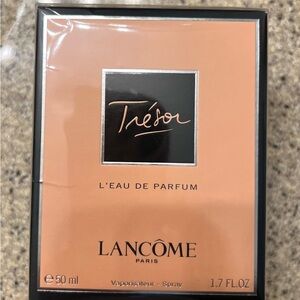 Trésor
L'EAU DE PARFUM
LANCÔME
PARIS
Vaporisateur - Spray
℮50 ml 1.7 FL.OZ